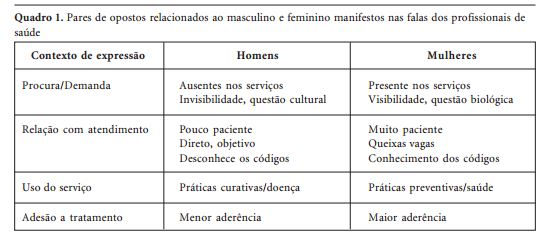 Quadro 1. Pares de opostos relacionados ao masculino e feminino manifestos nas falas dos profissionais de
saúde
Contexto de expressão Homens Mulheres
Procura/Demanda Ausentes nos serviços Presente nos serviços
Invisibilidade, questão cultural Visibilidade, questão biológica
Relação com atendimento Pouco paciente Muito paciente
Direto, objetivo Queixas vagas
Desconhece os códigos Conhecimento dos códigos
Uso do serviço Práticas curativas/doença Práticas preventivas/saúde
Adesão a tratamento Menor aderência Maior aderência